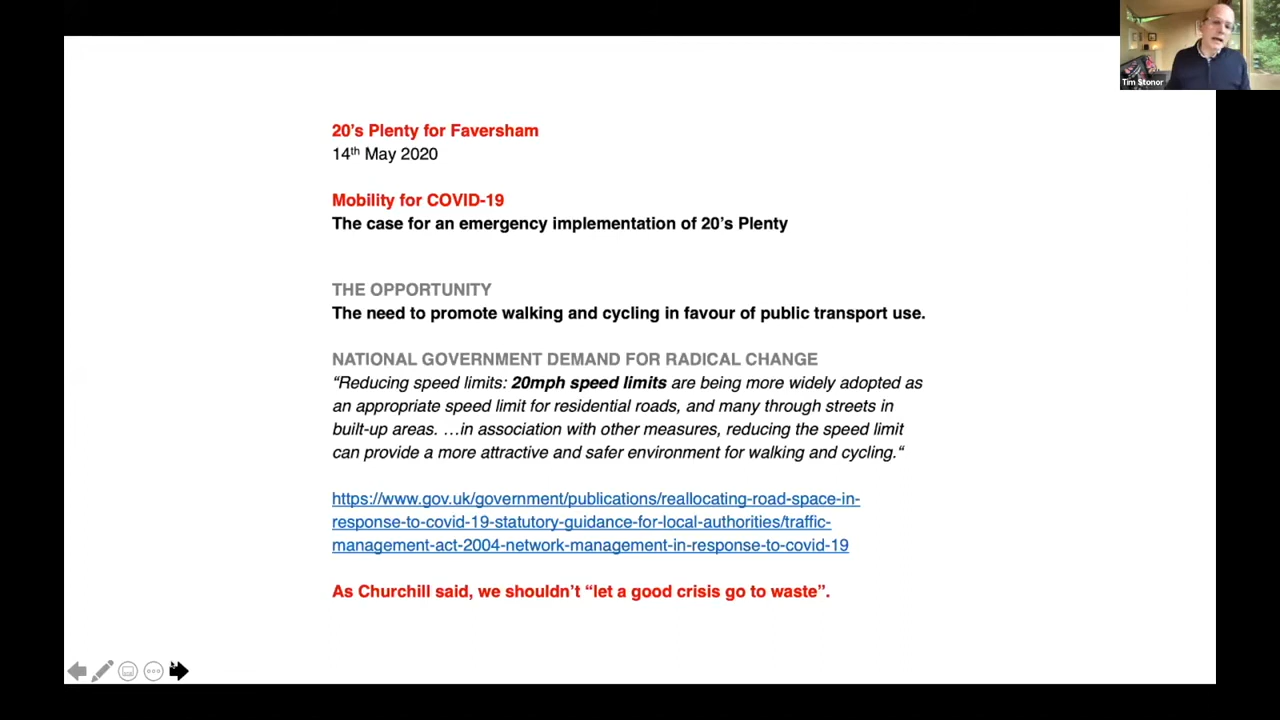 Tim Stonor
20’s Plenty for Faversham
14th May 2020
Mobility for COVID-19
The case for an emergency implementation of 20’s Plenty
THE OPPORTUNITY
The need to promote walking and cycling in favour of public transport use.
NATIONAL GOVERNMENT DEMAND FOR RADICAL CHANGE
“Reducing speed limits: 20mph speed limits are being more widely adopted as
an appropriate speed limit for residential roads, and many through streets in
built-up areas. …in association with other measures, reducing the speed limit
can provide a more attractive and safer environment for walking and cycling.“
https://www.gov.uk/government/publications/reallocating-road-space-in-
response-to-covid-19-statutory-guidance-for-local-authorities/traffic-
management-act-2004-network-management-in-response-to-covid-19
As Churchill said, we shouldn’t “let a good crisis go to waste”.